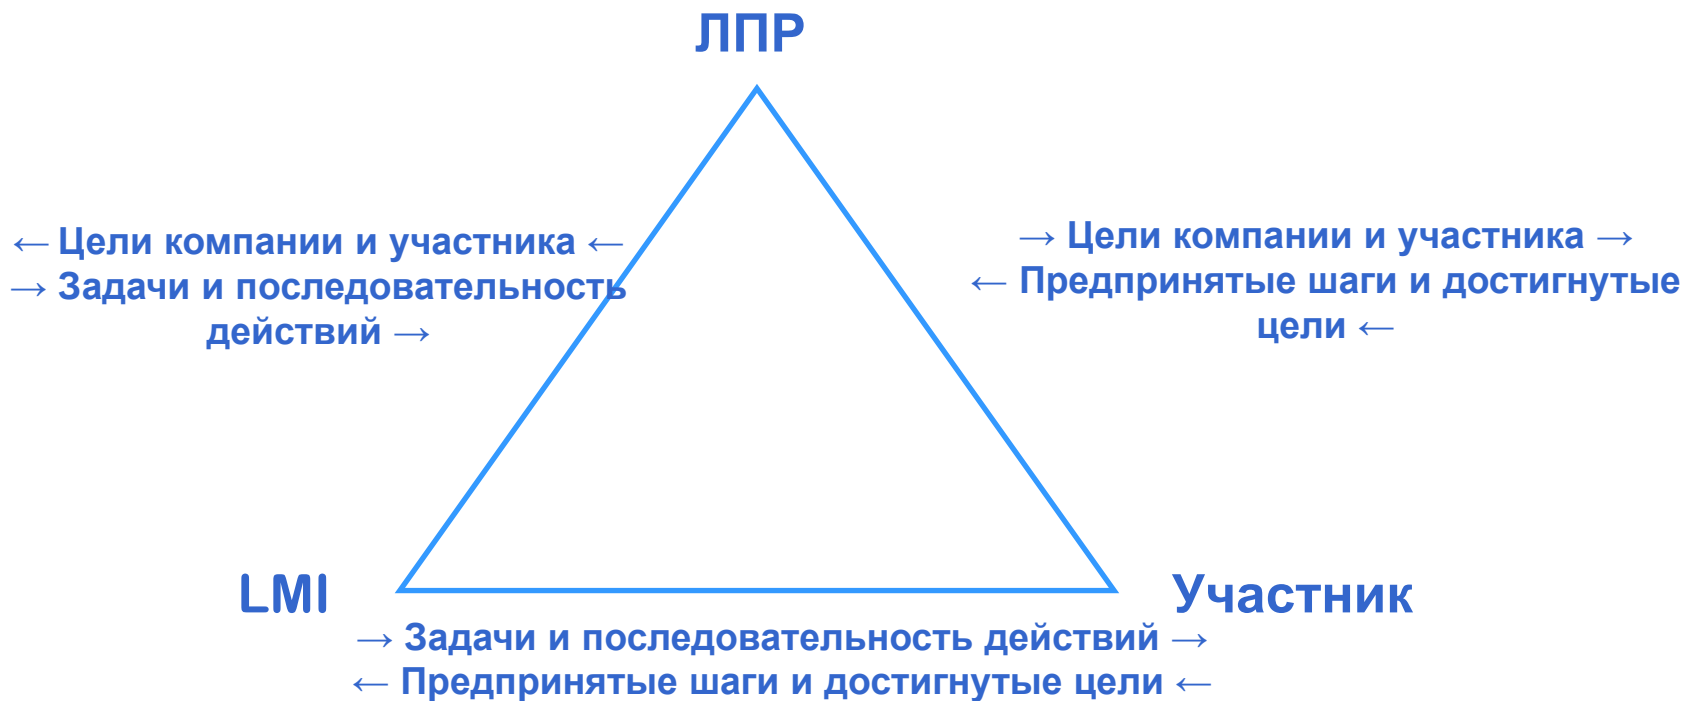 ЛПР
← Цели компании и участника ←
→ Задачи и последовательность
действий →
→ Цели компании и участника →
← Предпринятые шаги и достигнутые
цели ←
LMI
Участник
→ Задачи и последовательность действий →
← Предпринятые шаги и достигнутые цели ←